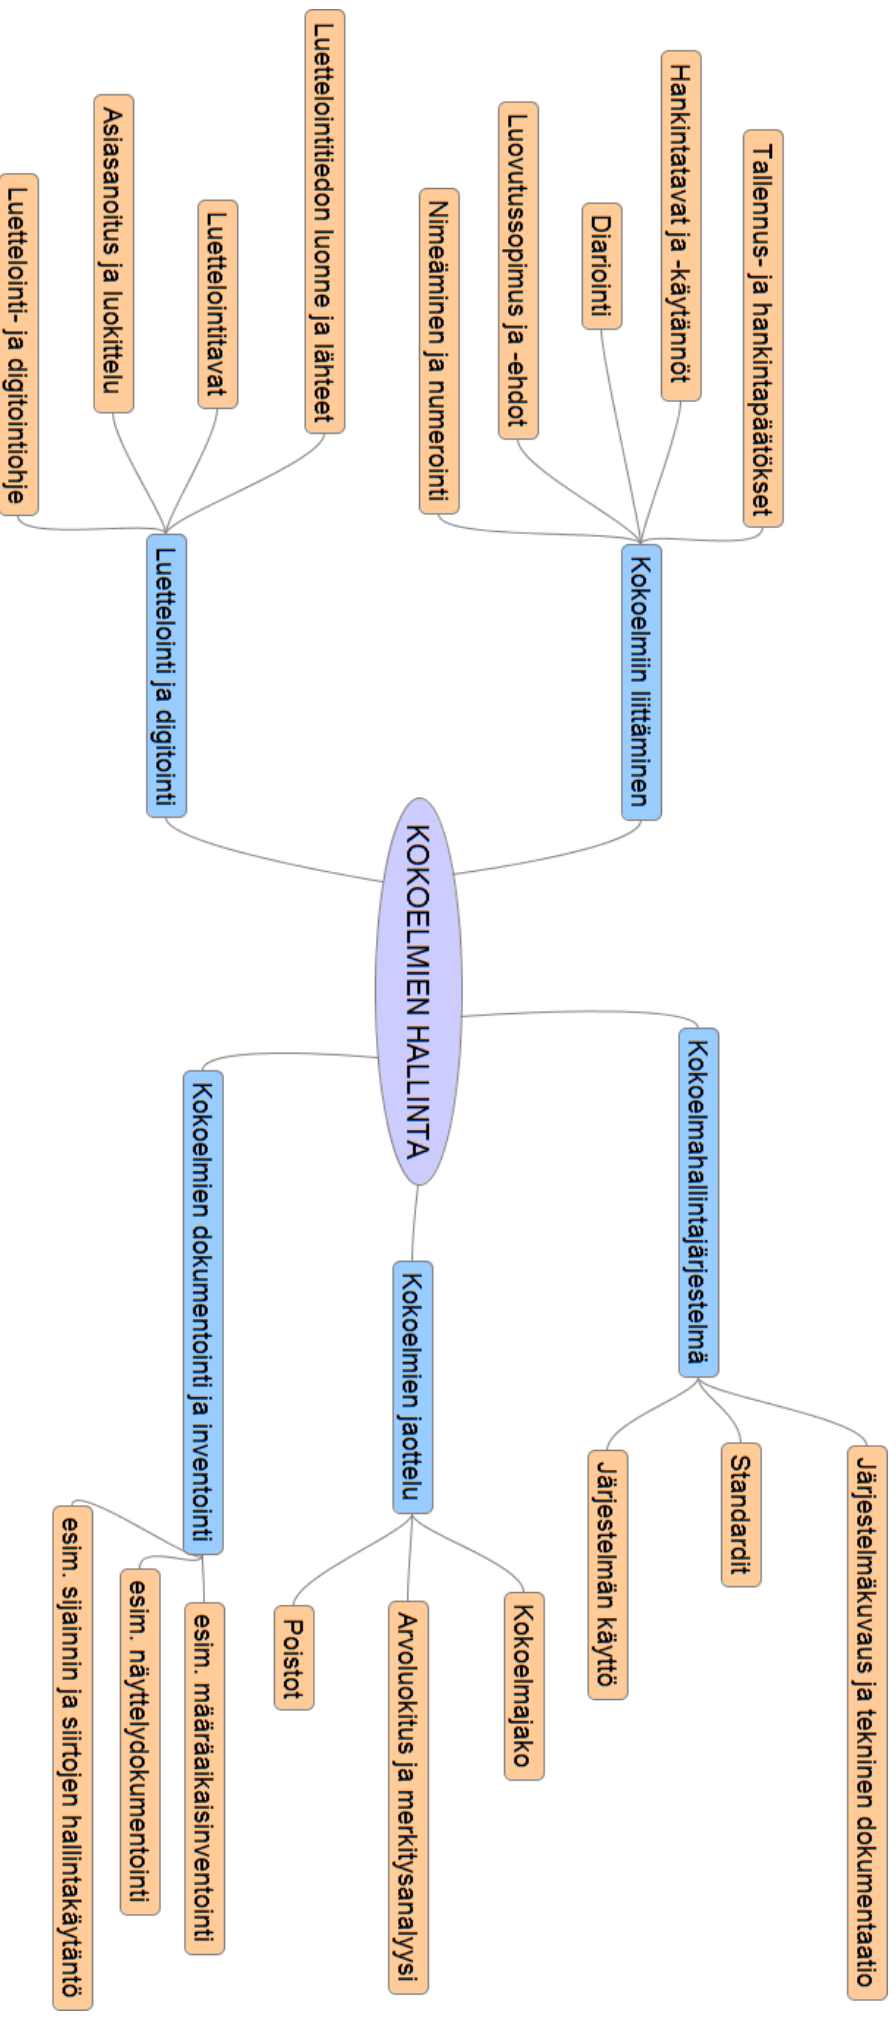 Tallennus- ja hankintapäätökset
Hankintatavat ja -käytännöt
Diariointi
Luovutussopimus ja -ehdot
Nimeäminen ja numerointi
Kokoelmiin liittäminen
Luettelointitiedon luonne ja lähteet
Luettelointitavat
Asiasanoitus ja luokittelu
Luettelointi- ja digitointiohje
Luettelointi ja digitointi
KOKOELMIEN HALLINTA
Kokoelmahallintajärjestelmä
Järjestelmäkuvaus ja tekninen dokumentaatio
Standardit
Järjestelmän käyttö
Kokoelmien jaottelu
Kokoelmajako
Arvoluokitus ja merkitysanalyysi
Poistot
Kokoelmien dokumentointi ja inventointi
esim. määräaikaisinventointi
esim. näyttelydokumentointi
esim. sijainnin ja siirtojen hallintakäytäntö